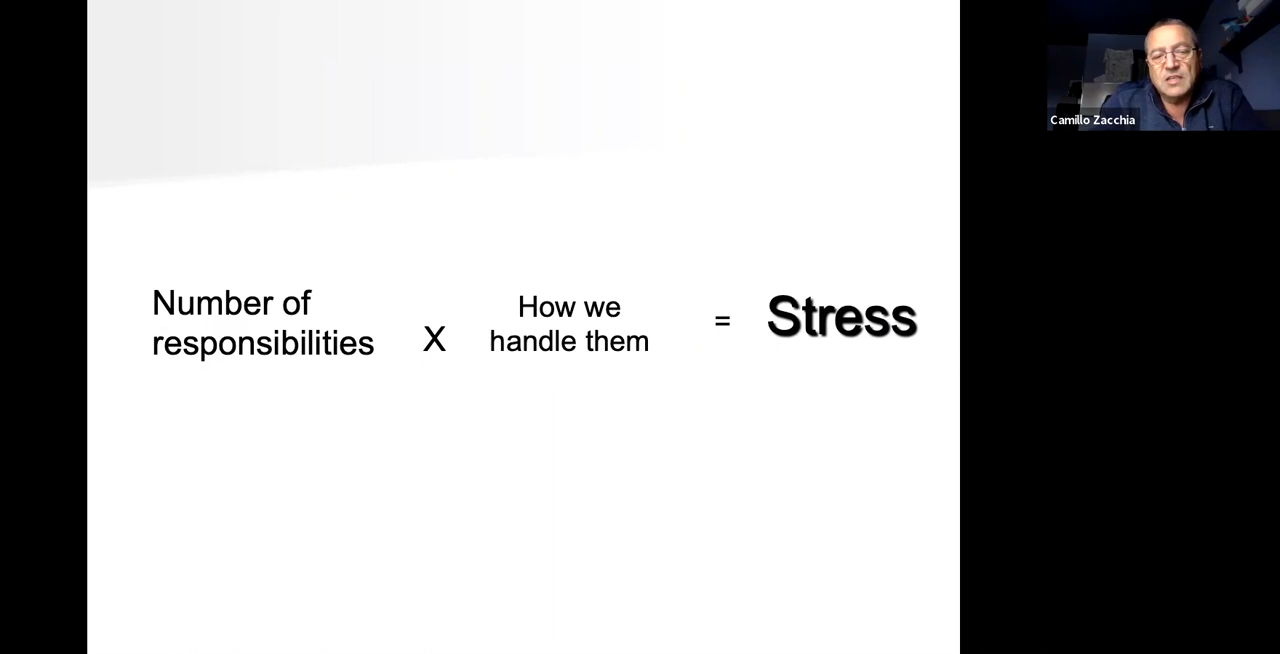 Number of
responsibilities
X
How we
handle them
=
Stress
Camillo Zacchia